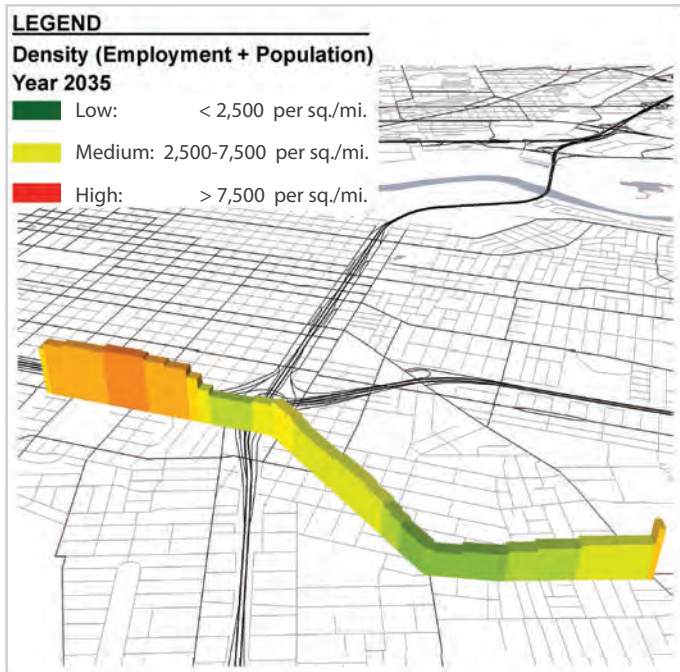 LEGEND
Density (Employment + Population)
Year 2035
Low: < 2,500 per sq./mi.
Medium: 2,500-7,500 per sq./mi.
High: > 7,500 per sq./mi.